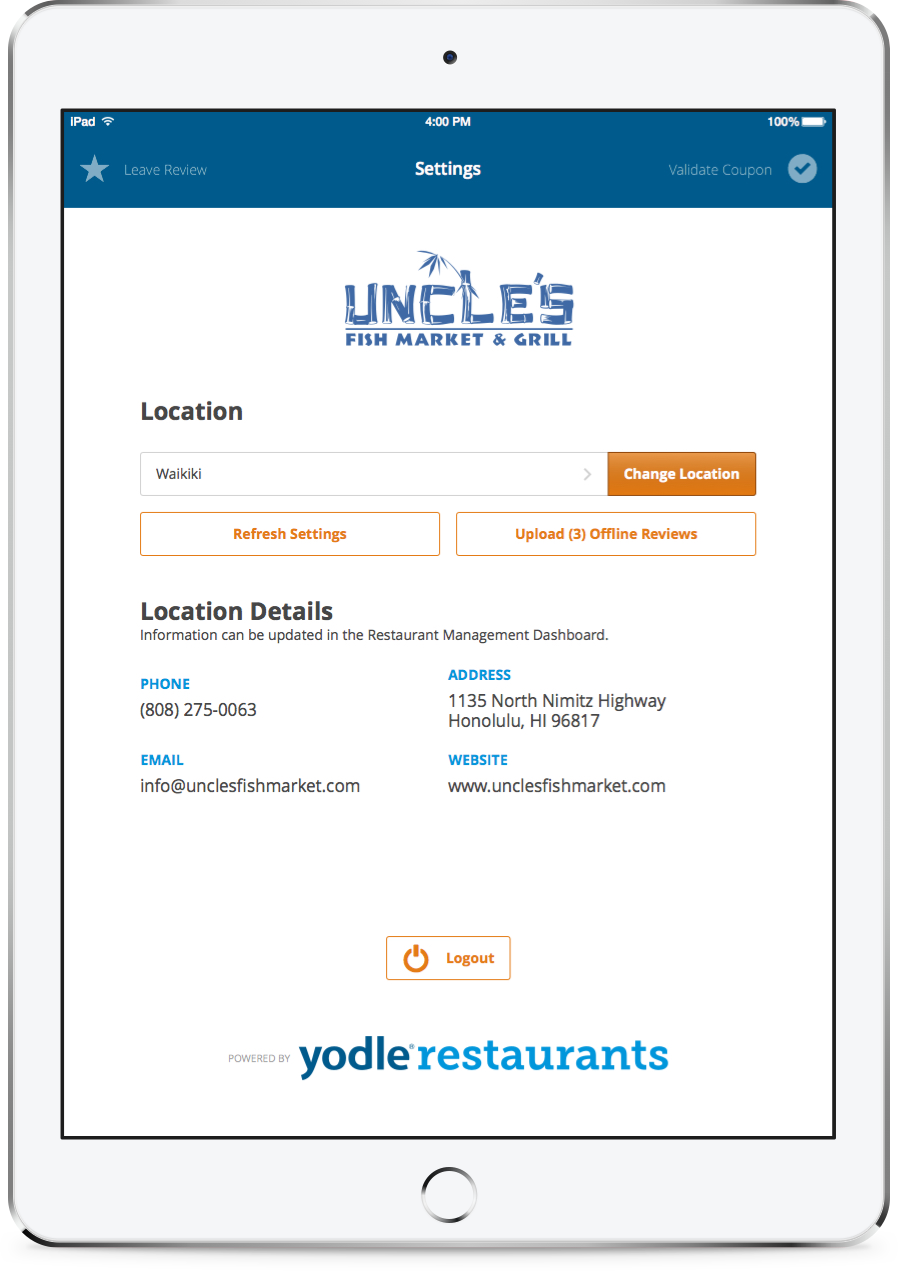 iPad 4:00 PM 100%
Leave Review Settings Validate Coupon
UNCLE'S
FISH MARKET & GRILL
Location
Waikiki Change Location
Refresh Settings Upload (3) Offline Reviews
Location Details
Information can be updated in the Restaurant Management Dashboard.
PHONE
(808) 275-0063
ADDRESS
1135 North Nimitz Highway
Honolulu, HI 96817
EMAIL
info@unclesfishmarket.com
WEBSITE
www.unclesfishmarket.com
Logout
POWERED BY yodle® restaurants